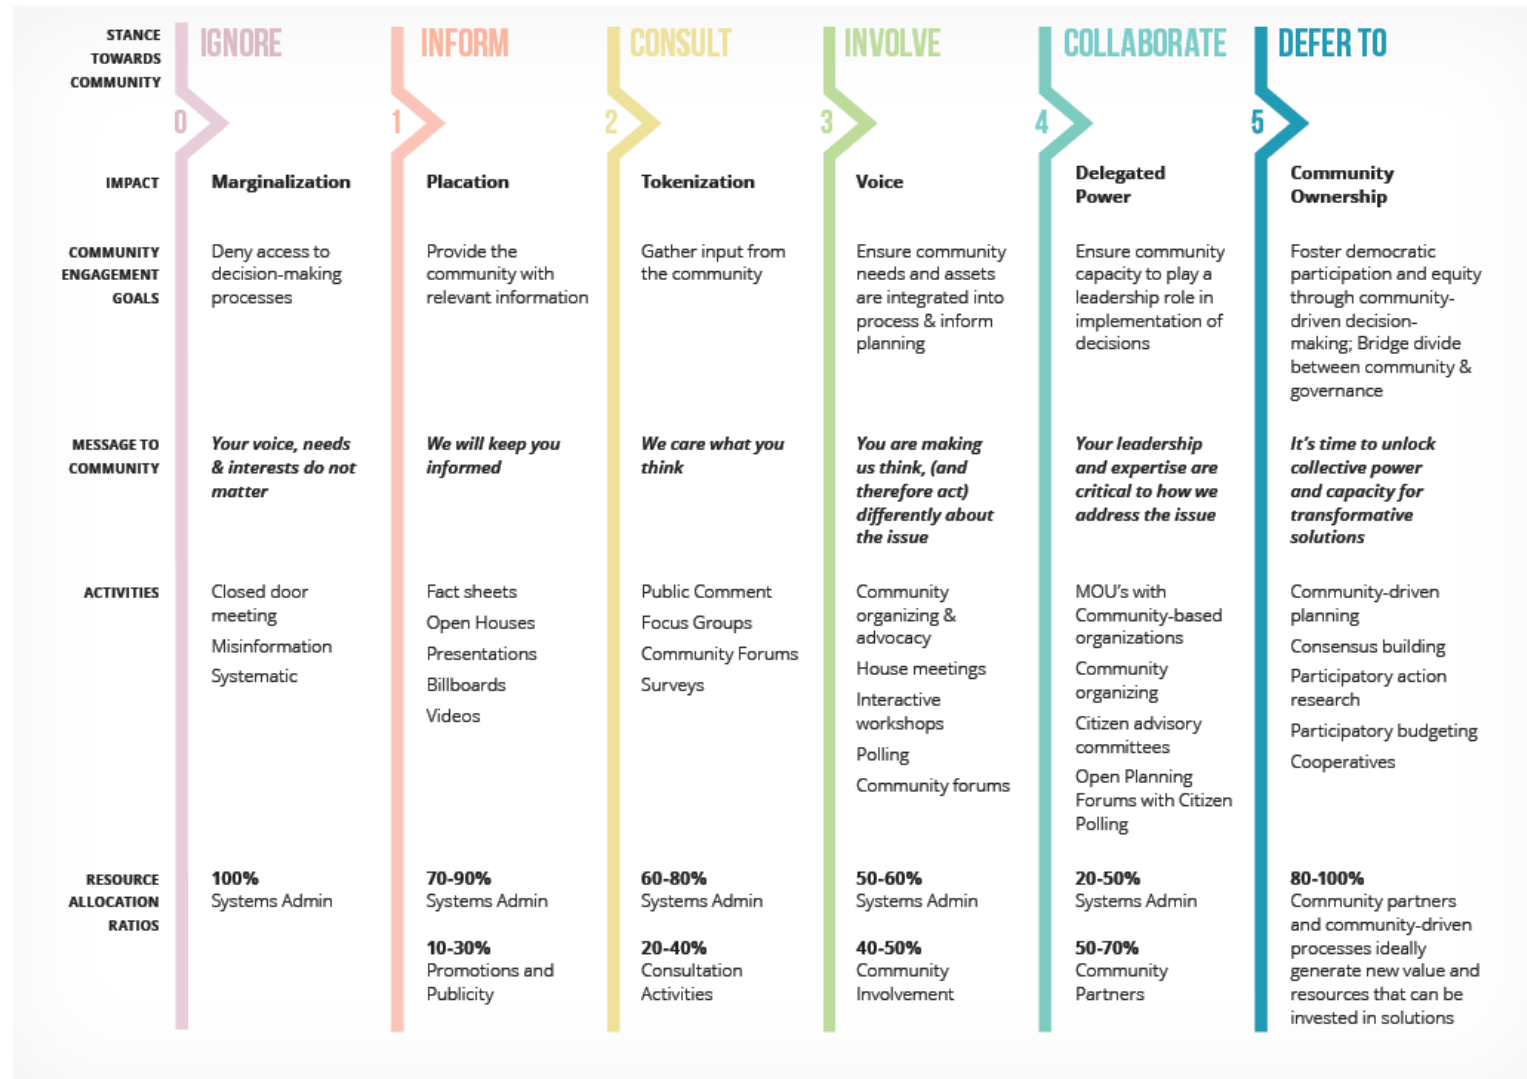 STANCE
TOWARDS
COMMUNITY
IGNORE
INFORM
CONSULT
INVOLVE
COLLABORATE
DEFER TO
0
1
2
3
4
5
IMPACT
Marginalization
Placation
Tokenization
Voice
Delegated
Power
Community
Ownership
COMMUNITY
ENGAGEMENT
GOALS
Deny access to
decision-making
processes
Provide the
community with
relevant information
Gather input from
the community
Ensure community
needs and assets
are integrated into
process & inform
planning
Ensure community
capacity to play a
leadership role in
implementation of
decisions
Foster democratic
participation and equity
through community-
driven decision-
making; Bridge divide
between community &
governance
MESSAGE TO
COMMUNITY
Your voice, needs
& interests do not
matter
We will keep you
informed
We care what you
think
You are making
us think, (and
therefore act)
differently about
the issue
Your leadership
and expertise are
critical to how we
address the issue
It's time to unlock
collective power
and capacity for
transformative
solutions
ACTIVITIES
Closed door
meeting
Misinformation
Systematic
Fact sheets
Open Houses
Presentations
Billboards
Videos
Public Comment
Focus Groups
Community Forums
Surveys
Community
organizing &
advocacy
House meetings
Interactive
workshops
Polling
Community forums
MOU's with
Community-based
organizations
Community
organizing
Citizen advisory
committees
Open Planning
Forums with Citizen
Polling
Community-driven
planning
Consensus building
Participatory action
research
Participatory budgeting
Cooperatives
RESOURCE
ALLOCATION
RATIOS
100%
Systems Admin
70-90%
Systems Admin
10-30%
Promotions and
Publicity
60-80%
Systems Admin
20-40%
Consultation
Activities
50-60%
Systems Admin
40-50%
Community
Involvement
20-50%
Systems Admin
50-70%
Community
Partners
80-100%
Community partners
and community-driven
processes ideally
generate new value and
resources that can be
invested in solutions